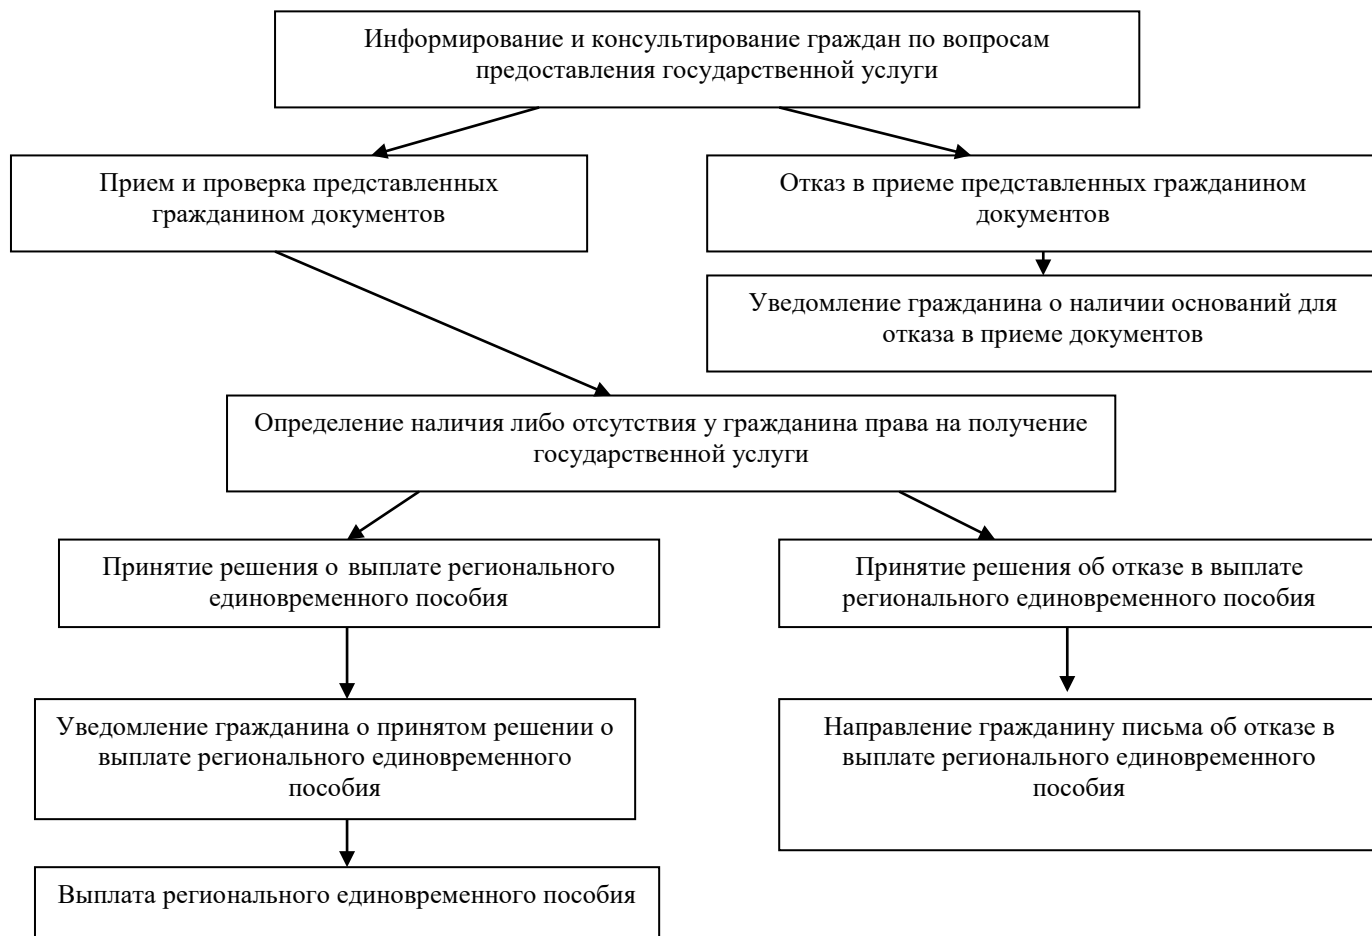 Информирование и консультирование граждан по вопросам
предоставления государственной услуги
Прием и проверка представленных
гражданином документов
Отказ в приеме представленных гражданином
документов
Уведомление гражданина о наличии оснований для
отказа в приеме документов
Определение наличия либо отсутствия у гражданина права на получение
государственной услуги
Принятие решения о выплате регионального
единовременного пособия
Принятие решения об отказе в выплате
регионального единовременного пособия
Уведомление гражданина о принятом решении о
выплате регионального единовременного
пособия
Направление гражданину письма об отказе в
выплате регионального единовременного
пособия
Выплата регионального единовременного пособия